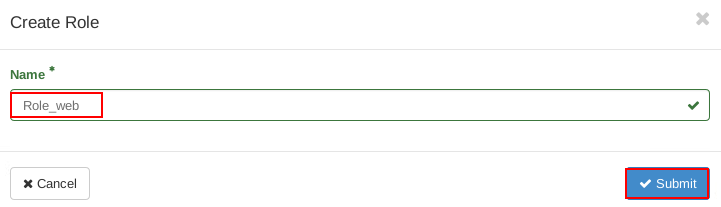 Create Role
Name *
Role_web
Cancel
Submit